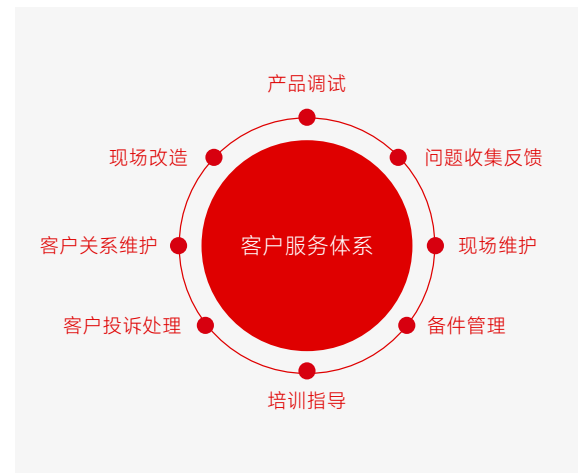 产品调试
现场改造
问题收集反馈
客户关系维护
客户服务体系
现场维护
客户投诉处理
备件管理
培训指导